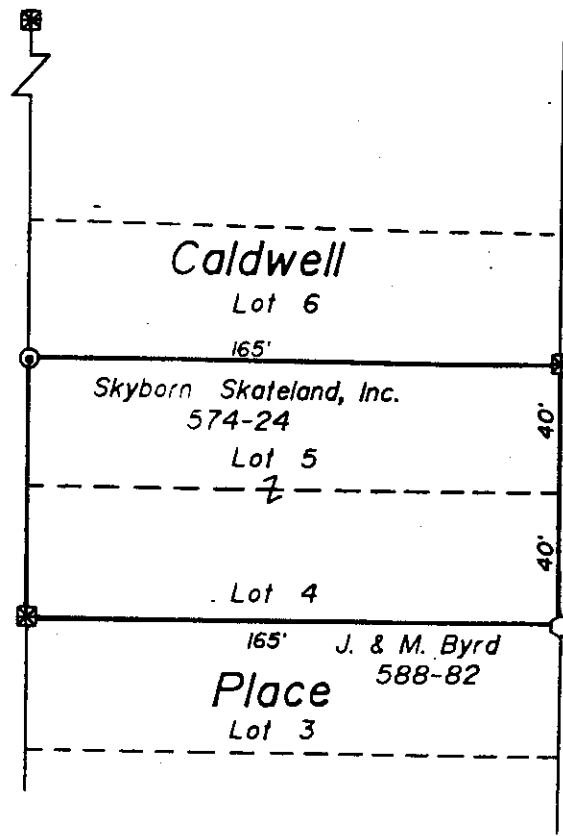 Caldwell
Lot 6
165'
Skyborn Skateland, Inc.
574-24
40'
Lot 5
Z
40'
Lot 4
165' J. & M. Byrd
588-82
Place
Lot 3